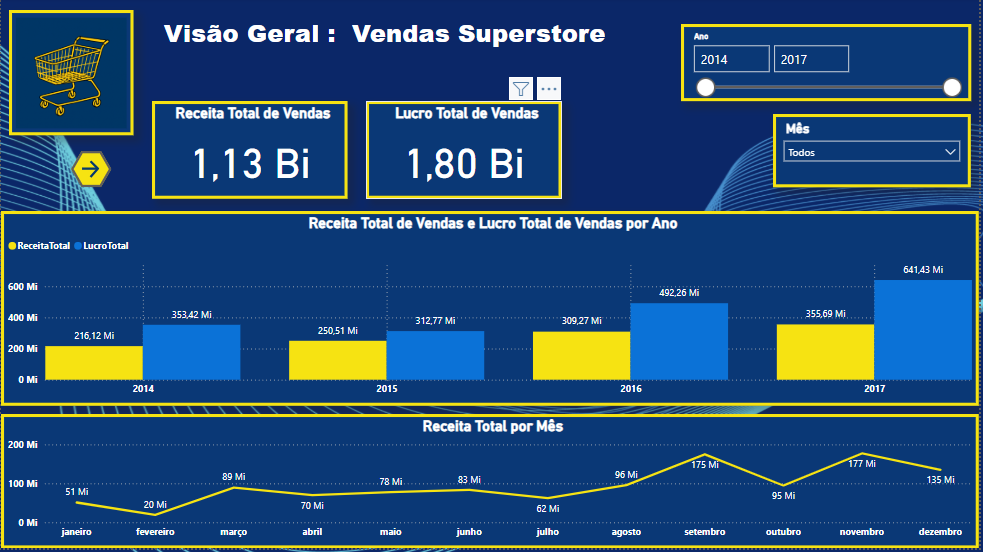 Visão Geral :  Vendas Superstore
Ano
2014 2017
Mês
Todos
Receita Total de Vendas
1,13 Bi
Lucro Total de Vendas
1,80 Bi
Receita Total de Vendas e Lucro Total de Vendas por Ano
ReceitaTotal LucroTotal
600 Mi
400 Mi
200 Mi
0 Mi
216,12 Mi 353,42 Mi 250,51 Mi 312,77 Mi 309,27 Mi 492,26 Mi 355,69 Mi 641,43 Mi
2014 2015 2016 2017
Receita Total por Mês
200 Mi
100 Mi
0 Mi
51 Mi 20 Mi 89 Mi 70 Mi 78 Mi 83 Mi 62 Mi 96 Mi 175 Mi 95 Mi 177 Mi 135 Mi
janeiro fevereiro março abril maio junho julho agosto setembro outubro novembro dezembro